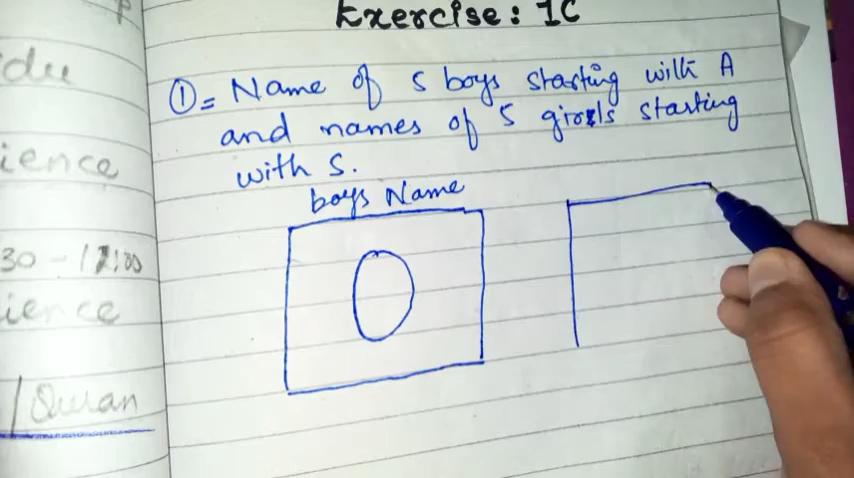 Exercise: 1C
①= Name of 5 boys starting with A
and names of 5 girls starting
with S.
boys Name
ience
30 - 12:00
ience
/ Quran